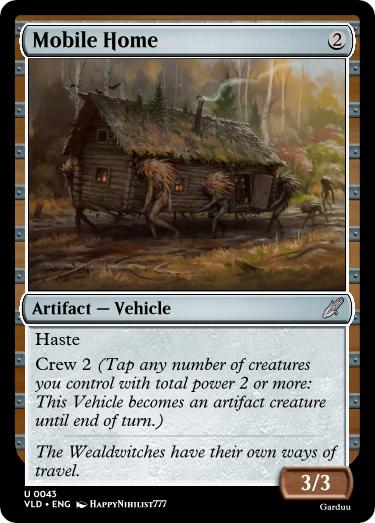 Mobile Home 2
Artifact — Vehicle
Haste
Crew 2 (Tap any number of creatures
you control with total power 2 or more:
This Vehicle becomes an artifact creature
until end of turn.)
The Wealdwitches have their own ways of
travel.
3/3
U 0043
VLD • ENG HappyNihilist777
Garduu